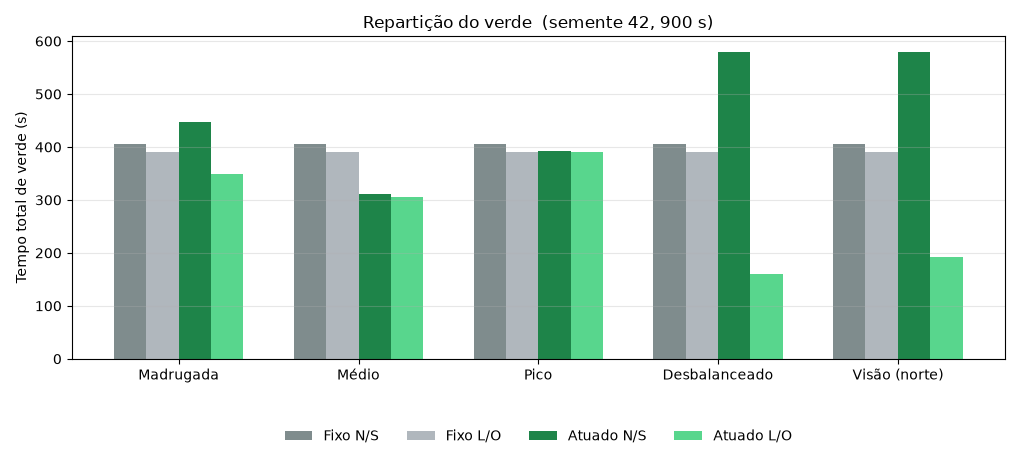 Repartição do verde  (semente 42, 900 s)
Tempo total de verde (s)
600
500
400
300
200
100
0
Madrugada Médio Pico Desbalanceado Visão (norte)
Fixo N/S Fixo L/O Atuado N/S Atuado L/O